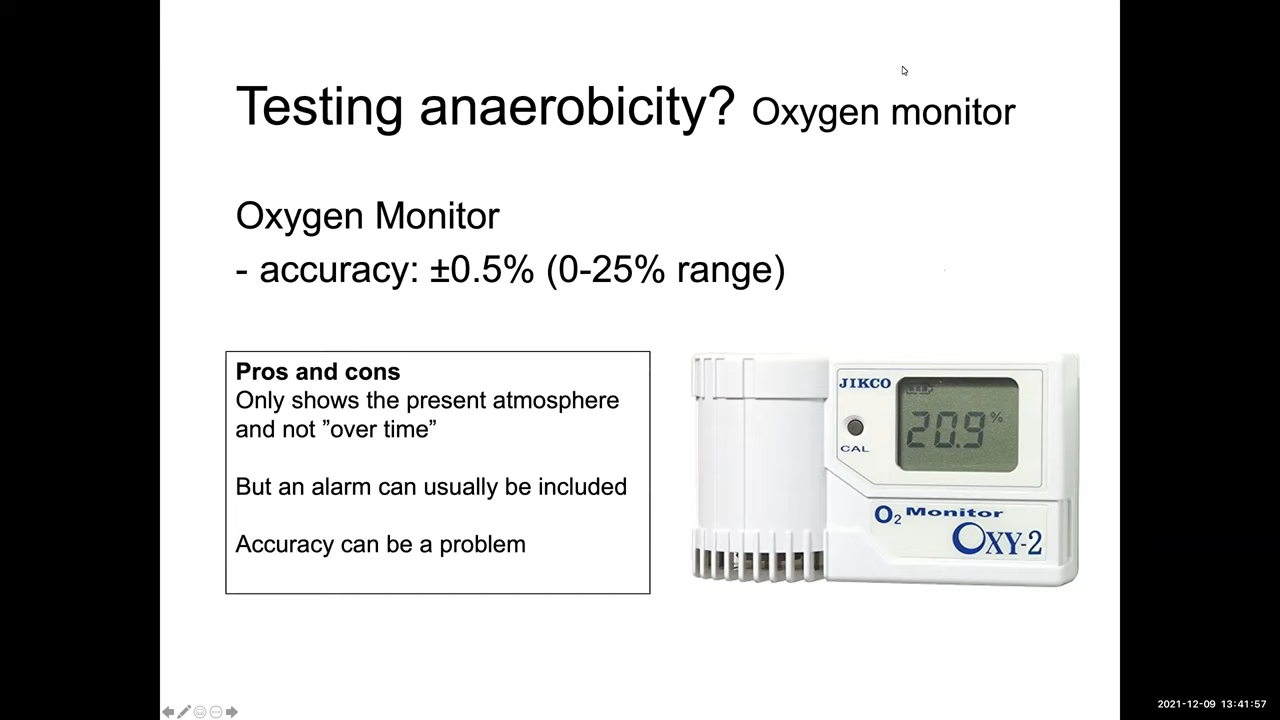 Testing anaerobicity? Oxygen monitor
Oxygen Monitor
- accuracy: ±0.5% (0-25% range)
Pros and cons
Only shows the present atmosphere
and not ”over time”
But an alarm can usually be included
Accuracy can be a problem
JIKCO
20.9%
CAL
O₂ Monitor
OXY-2
2021-12-09 13:41:57